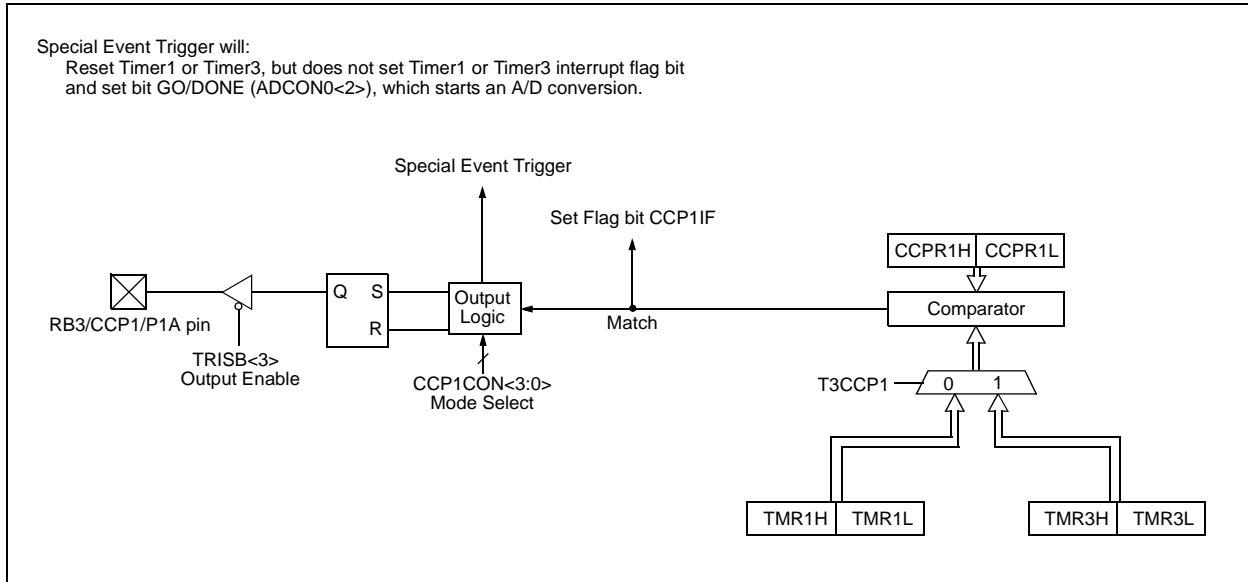 Special Event Trigger will:
Reset Timer1 or Timer3, but does not set Timer1 or Timer3 interrupt flag bit
and set bit GO/DONE (ADCON0<2>), which starts an A/D conversion.
Special Event Trigger
Set Flag bit CCP1IF
CCPR1H CCPR1L
Q S
R
Output
Logic
Comparator
RB3/CCP1/P1A pin
Match
TRISB<3>
Output Enable
CCP1CON<3:0>
Mode Select
T3CCP1
0 1
TMR1H TMR1L
TMR3H TMR3L